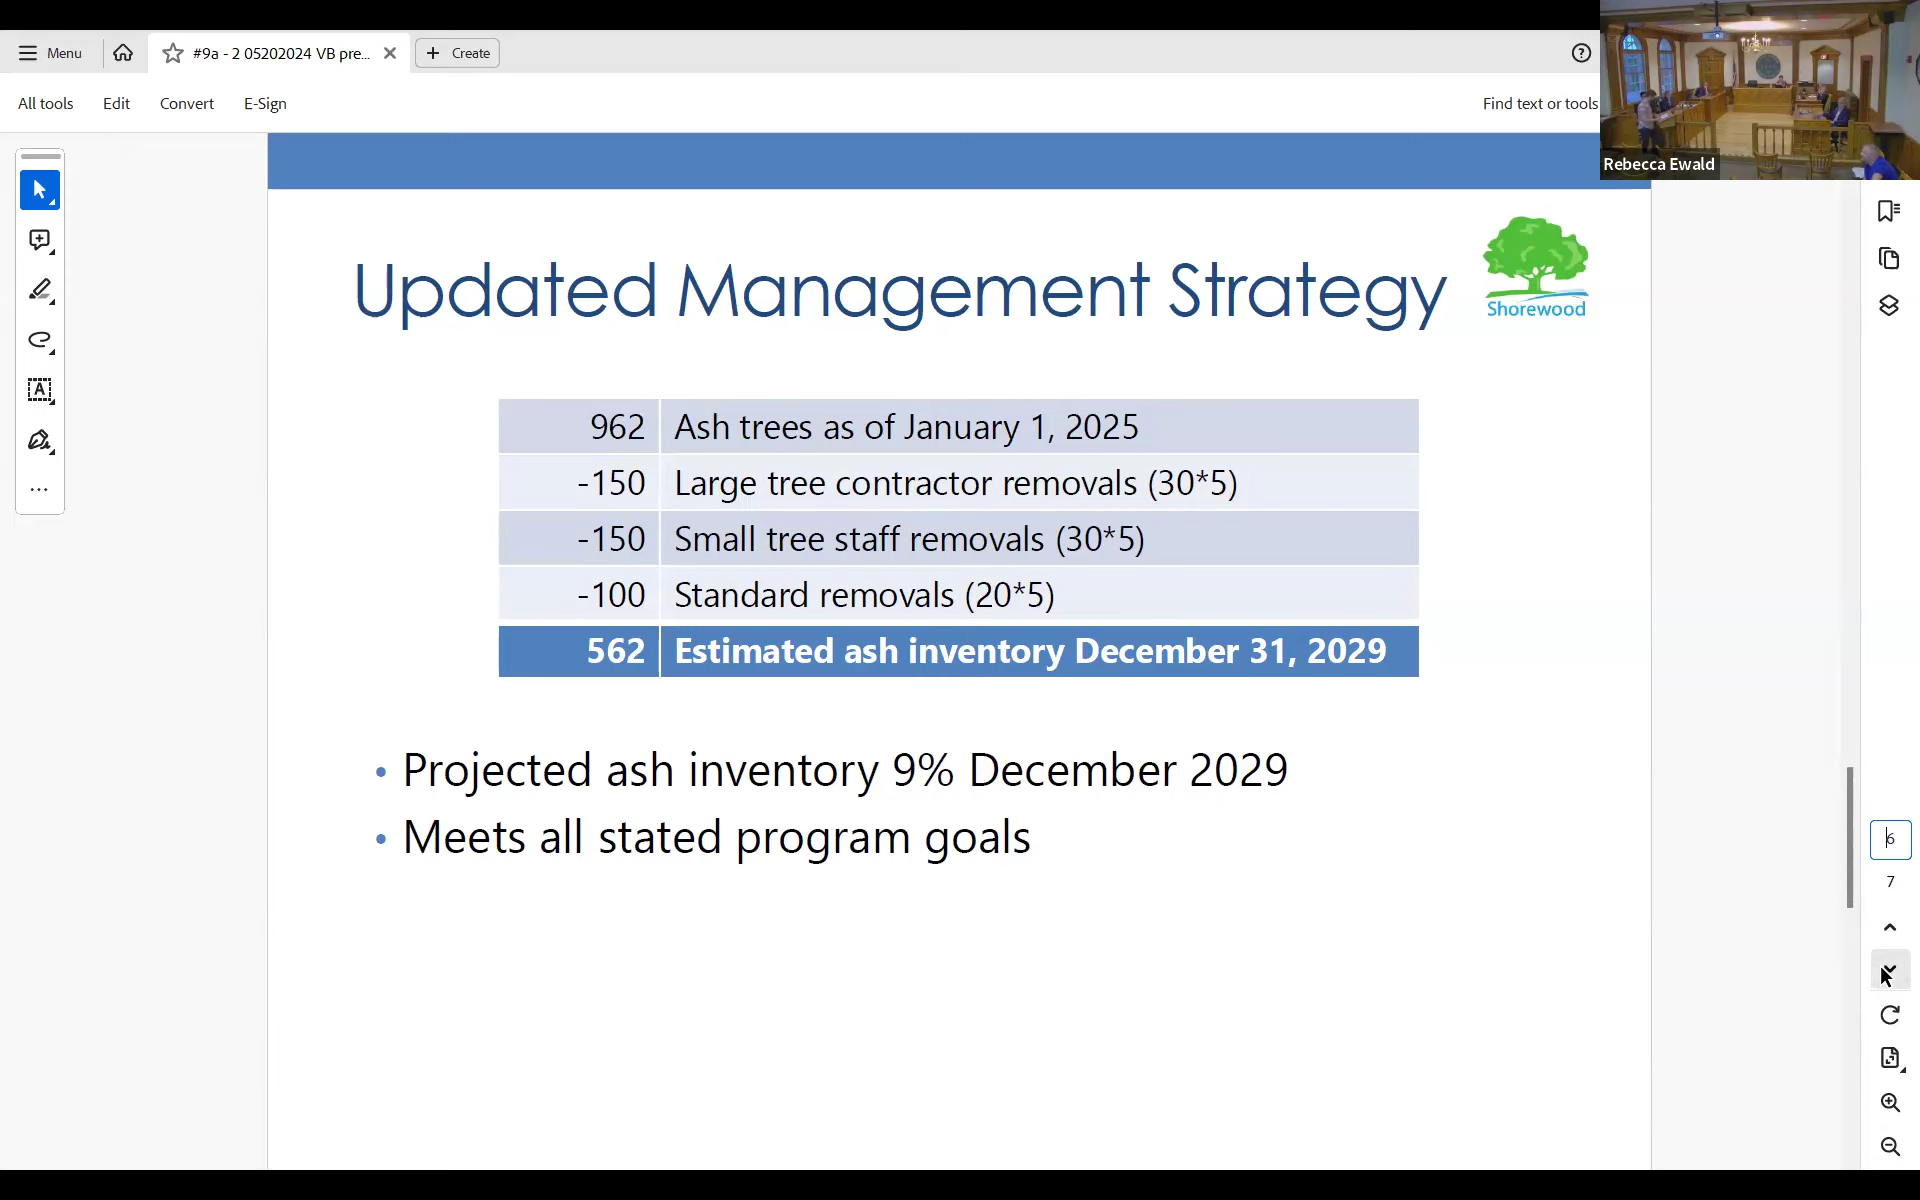 Menu
#9a - 2 05202024 VB pre...
Create
All tools
Edit
Convert
E-Sign
Find text or tools
Rebecca Ewald
Updated Management Strategy
Shorewood
962 Ash trees as of January 1, 2025
-150 Large tree contractor removals (30*5)
-150 Small tree staff removals (30*5)
-100 Standard removals (20*5)
562 Estimated ash inventory December 31, 2029
• Projected ash inventory 9% December 2029
• Meets all stated program goals
6
7